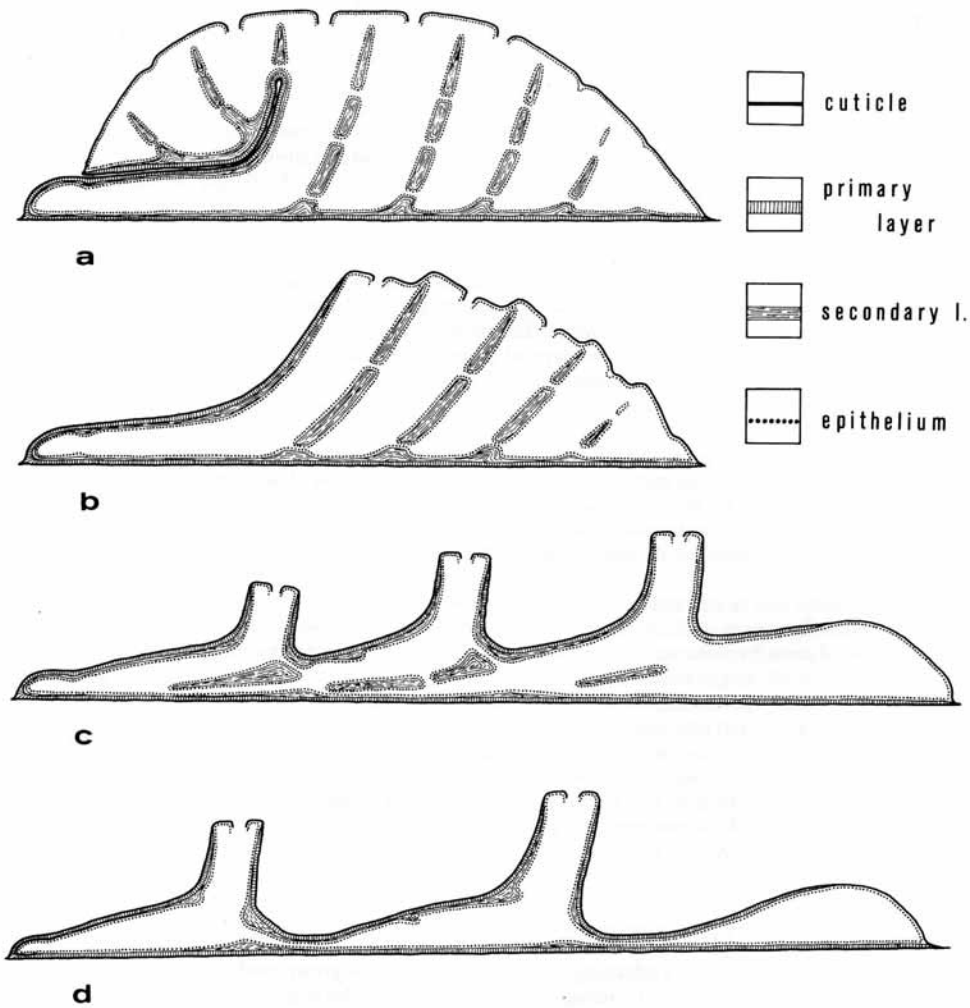 cuticle
primary
layer
secondary l.
epithelium
a
b
c
d